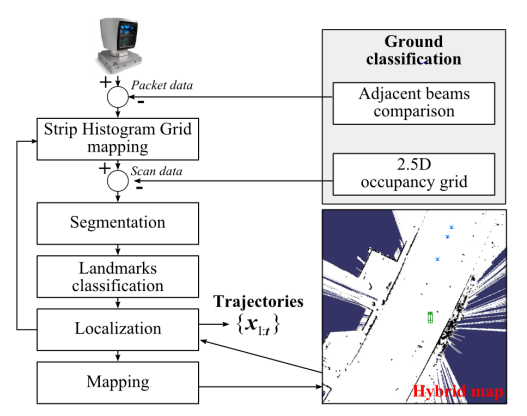 Ground
classification
+
Packet data
-
Adjacent beams
comparison
Strip Histogram Grid
mapping
+
Scan data
-
2.5D
occupancy grid
Segmentation
Landmarks
classification
Trajectories
{x1:t}
Localization
Mapping
Hybrid map